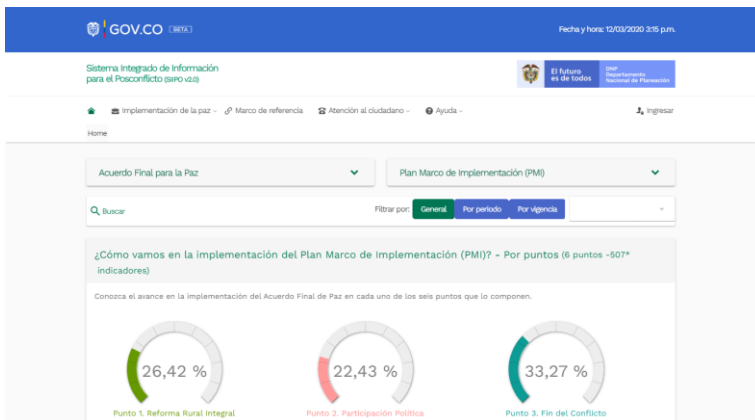 GOV.CO BETA
Fecha y hora: 12/03/2020 3:15 p.m.
Sistema Integrado de Información
para el Posconflicto (SIIPO v2.0)
El futuro
es de todos
DNP
Departamento
Nacional de Planeación
Implementación de la paz
Marco de referencia
Atención al ciudadano
Ayuda
Ingresar
Home
Acuerdo Final para la Paz
Plan Marco de Implementación (PMI)
Buscar
Filtrar por:
General
Por periodo
Por vigencia
¿Cómo vamos en la implementación del Plan Marco de Implementación (PMI)? - Por puntos (6 puntos -507*
indicadores)
Conozca el avance en la implementación del Acuerdo Final de Paz en cada uno de los seis puntos que lo componen.
26,42 %
22,43 %
33,27 %
Punto 1. Reforma Rural Integral
Punto 2. Participación Política
Punto 3. Fin del Conflicto